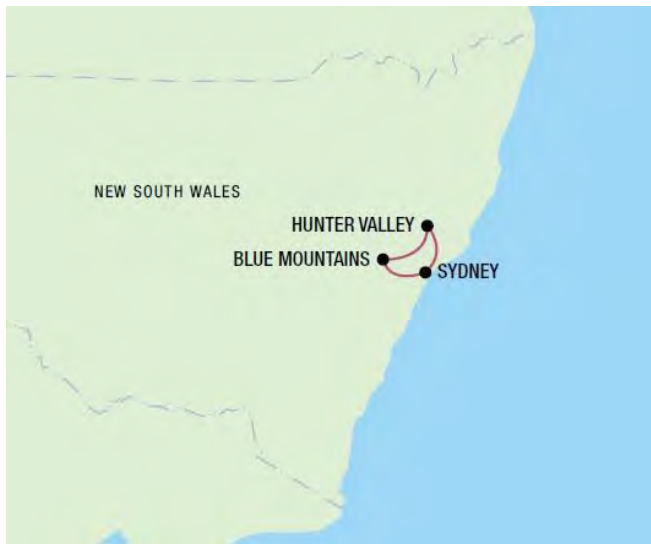 NEW SOUTH WALES
HUNTER VALLEY
BLUE MOUNTAINS
SYDNEY